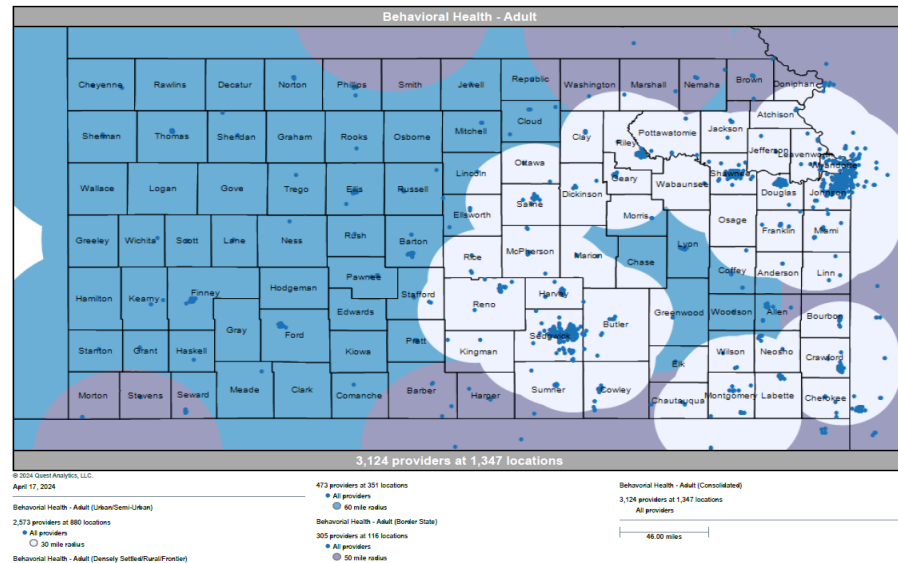 Behavioral Health - Adult
Cheyenne Rawlins Decatur Norton Phillips Smith Jewell Republic Washington Marshall Nemaha Brown Doniphan
Sherman Thomas Sheridan Graham Rooks Osborne Mitchell Cloud Clay Riley Pottawatomie Jackson Atchison
Jefferson Leavenworth Wyandotte
Wallace Logan Gove Trego Ellis Russell Lincoln Ottawa Saline Dickinson Geary Wabaunsee Shawnee Douglas Johnson
Greeley Wichita Scott Lane Ness Rush Barton Ellsworth Rice McPherson Marion Morris Chase Lyon Osage Franklin Miami
Hamilton Kearny Finney Hodgeman Pawnee Stafford Reno Harvey Butler Greenwood Coffey Anderson Linn
Gray Ford Edwards Pratt Kingman Sedgwick Woodson Allen Bourbon
Stanton Grant Haskell Kiowa Elk Wilson Neosho Crawford
Morton Stevens Seward Meade Clark Comanche Barber Harper Sumner Cowley Chautauqua Montgomery Labette Cherokee
3,124 providers at 1,347 locations
© 2024 Quest Analytics, LLC.
April 17, 2024
Behavioral Health - Adult (Urban/Semi-Urban)
2,573 providers at 880 locations
All providers
30 mile radius
Behavioral Health - Adult (Densely Settled/Rural/Frontier)
473 providers at 351 locations
All providers
60 mile radius
Behavioral Health - Adult (Border State)
305 providers at 116 locations
All providers
50 mile radius
Behavioral Health - Adult (Consolidated)
3,124 providers at 1,347 locations
All providers
46.00 miles